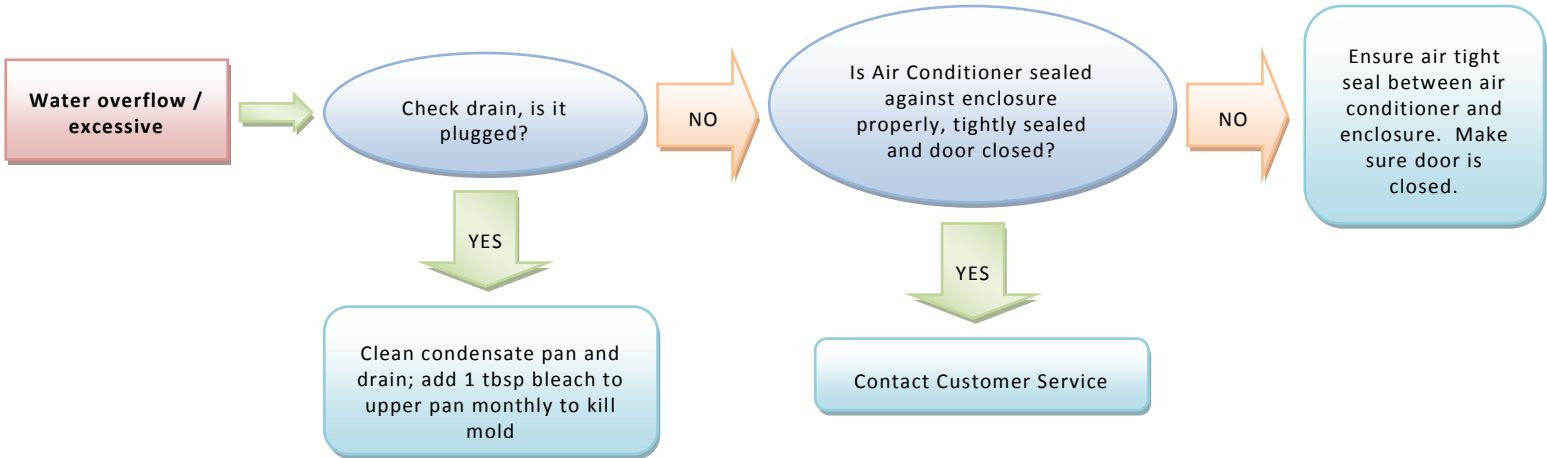 Water overflow /
excessive
Check drain, is it
plugged?
NO
Is Air Conditioner sealed
against enclosure
properly, tightly sealed
and door closed?
NO
Ensure air tight
seal between air
conditioner and
enclosure.  Make
sure door is
closed.
YES
YES
Clean condensate pan and
drain; add 1 tbsp bleach to
upper pan monthly to kill
mold
Contact Customer Service